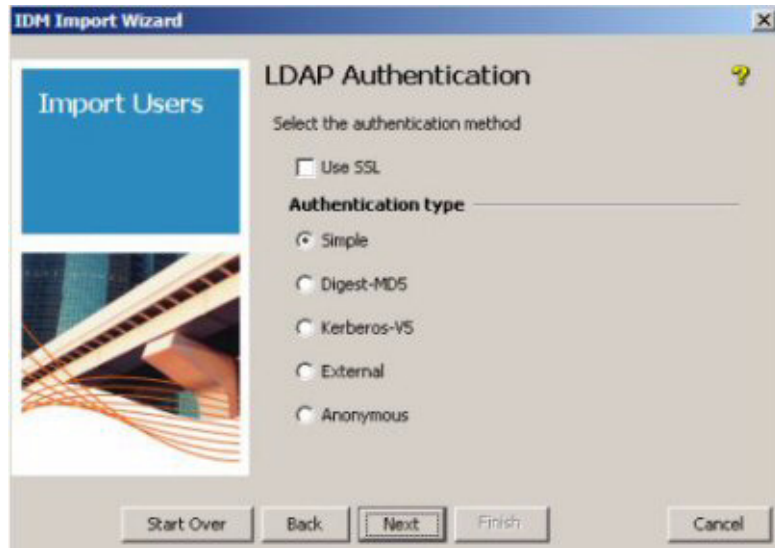 IDM Import Wizard
Import Users
LDAP Authentication
Select the authentication method
Use SSL
Authentication type
Simple
Digest-MD5
Kerberos-V5
External
Anonymous
Start Over Back Next Finish Cancel